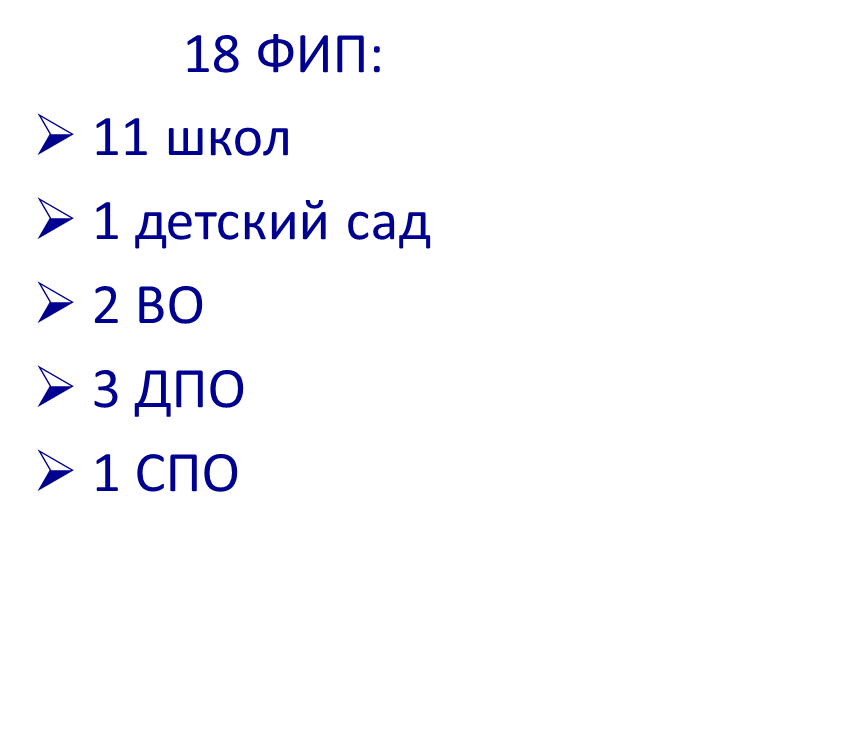 18 ФИП:
➢ 11 школ
➢ 1 детский сад
➢ 2 ВО
➢ 3 ДПО
➢ 1 СПО